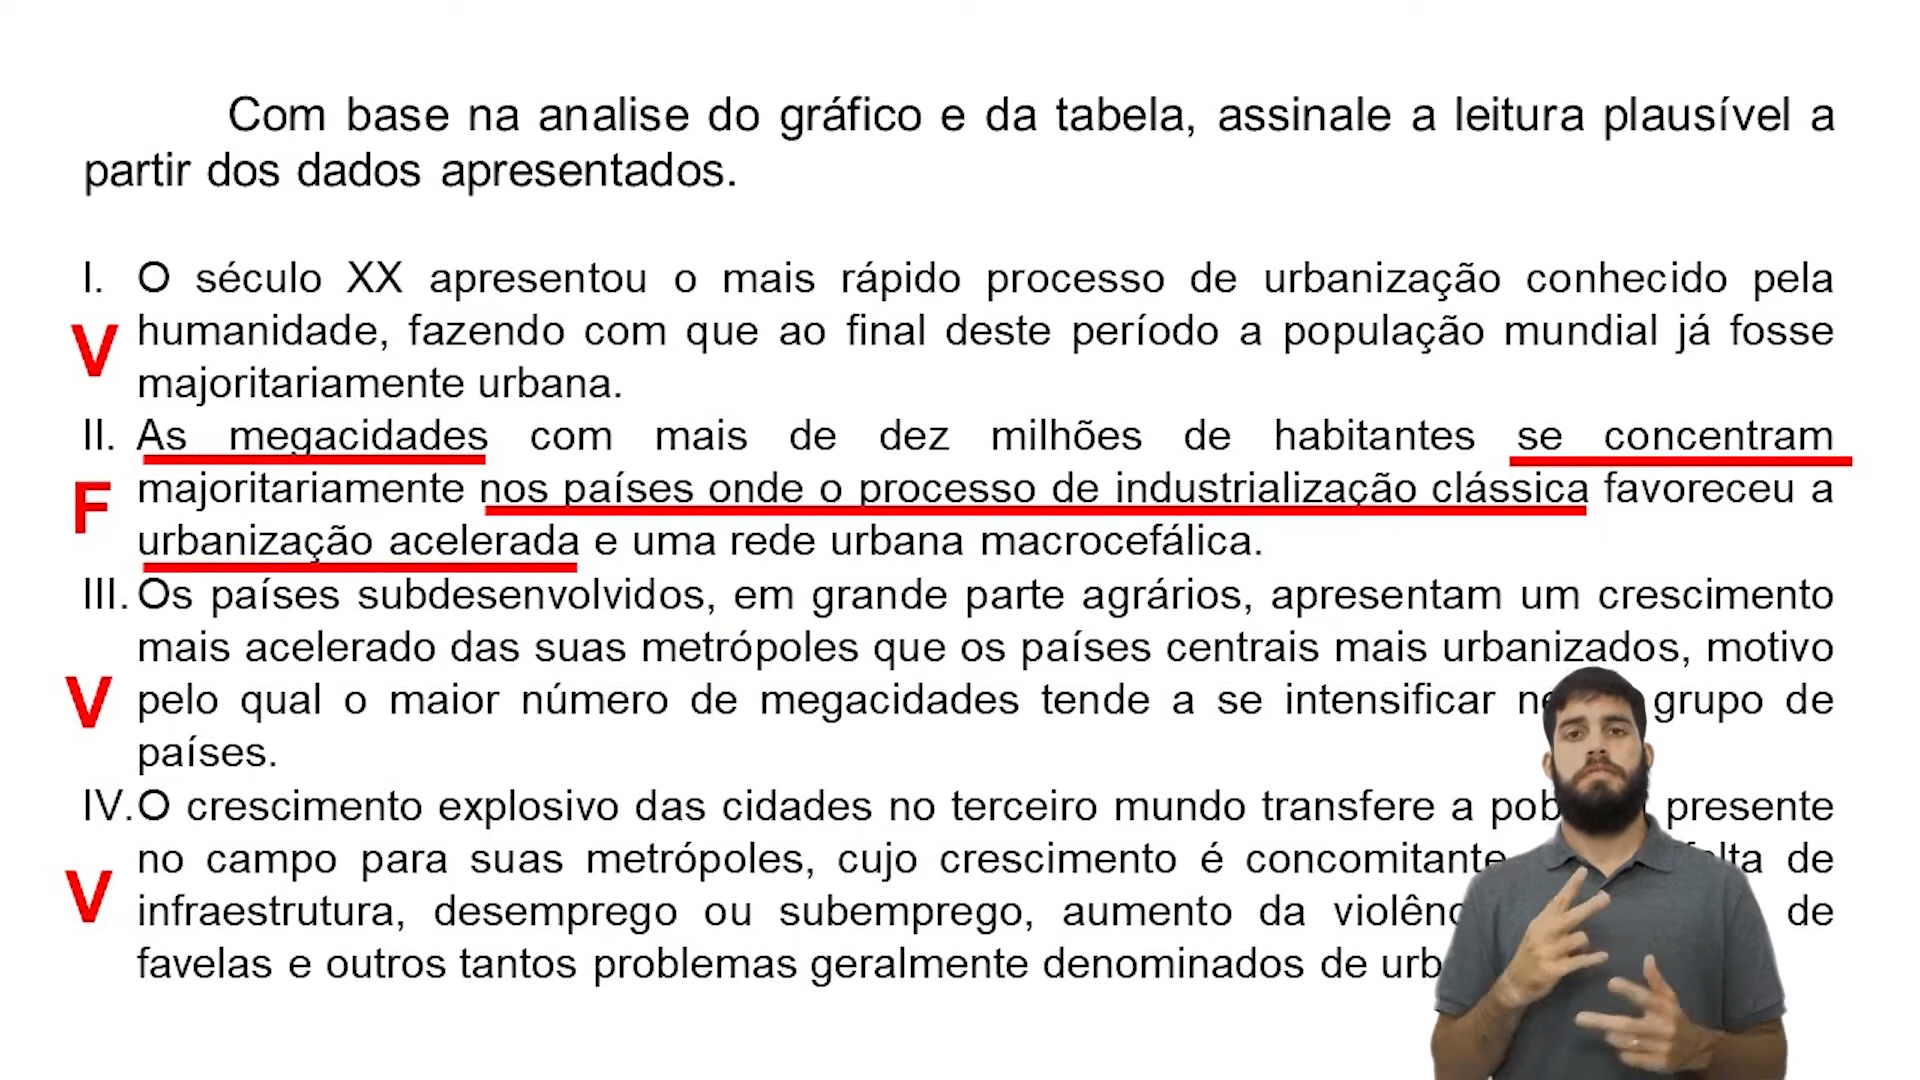 Com base na analise do gráfico e da tabela, assinale a leitura plausível a
partir dos dados apresentados.
I. O século XX apresentou o mais rápido processo de urbanização conhecido pela
V humanidade, fazendo com que ao final deste período a população mundial já fosse
majoritariamente urbana.
II. As megacidades com mais de dez milhões de habitantes se concentram
F majoritariamente nos países onde o processo de industrialização clássica favoreceu a
urbanização acelerada e uma rede urbana macrocefálica.
III. Os países subdesenvolvidos, em grande parte agrários, apresentam um crescimento
mais acelerado das suas metrópoles que os países centrais mais urbanizados, motivo
V pelo qual o maior número de megacidades tende a se intensificar grupo de
países.
IV. O crescimento explosivo das cidades no terceiro mundo transfere a presente
no campo para suas metrópoles, cujo crescimento é concomitante de
V infraestrutura, desemprego ou subemprego, aumento da de
favelas e outros tantos problemas geralmente denominados de